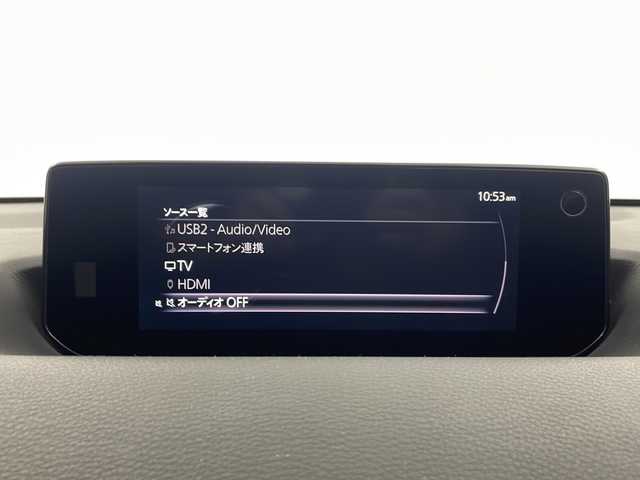 10:53am
ソース一覧
USB2 - Audio/Video
スマートフォン連携
TV
HDMI
オーディオ OFF